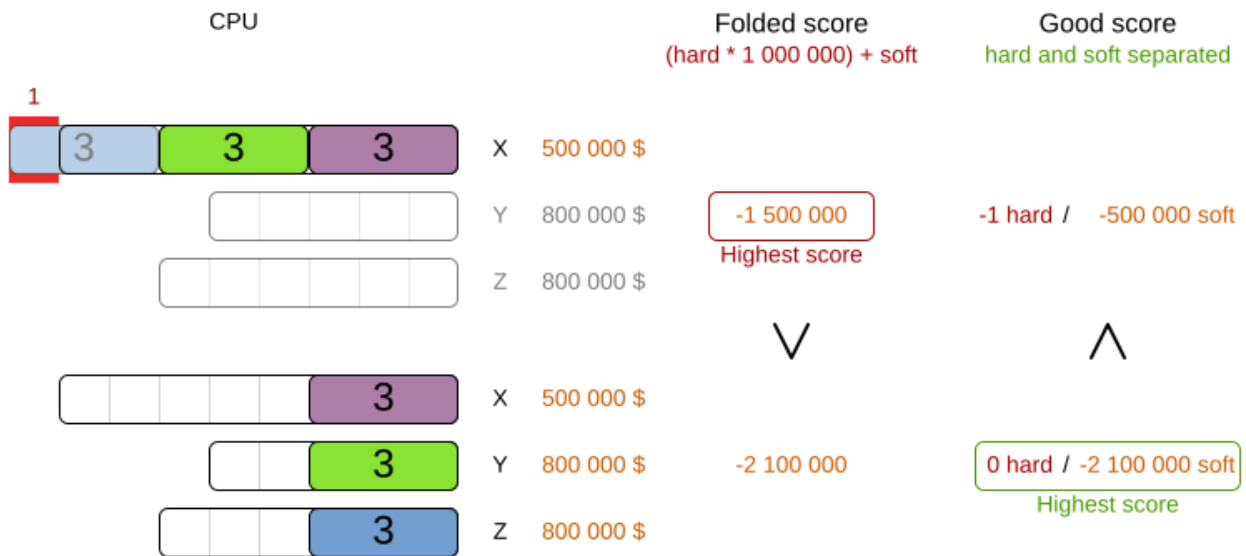 CPU
Folded score
Good score
(hard * 1 000 000) + soft
hard and soft separated
1
3 3 3 X 500 000 $
Y 800 000 $ -1 500 000 -1 hard / -500 000 soft
Highest score
Z 800 000 $
> <
3 X 500 000 $
3 Y 800 000 $ -2 100 000 0 hard / -2 100 000 soft
Highest score
3 Z 800 000 $